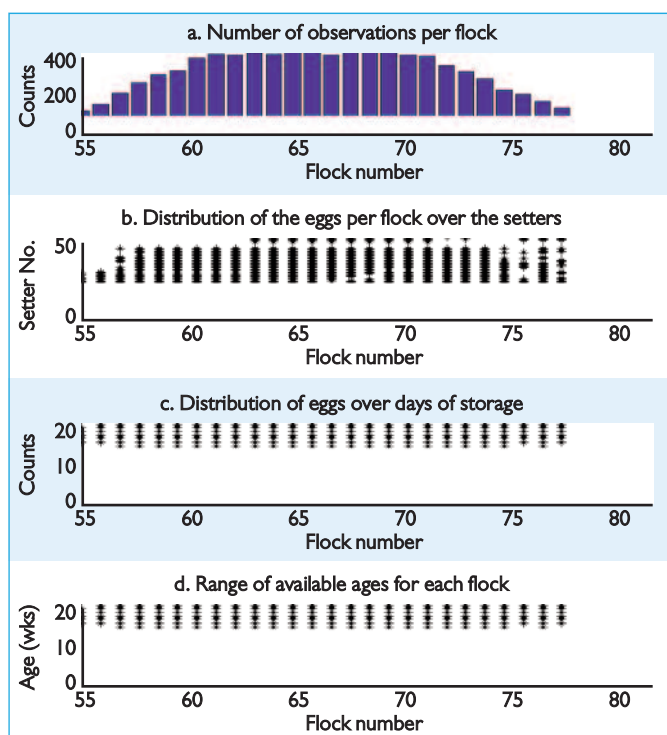 a. Number of observations per flock
400
200
0
Counts
55 60 65 70 75 80
Flock number
b. Distribution of the eggs per flock over the setters
50
0
Setter No.
55 60 65 70 75 80
Flock number
c. Distribution of eggs over days of storage
20
10
0
Counts
55 60 65 70 75 80
Flock number
d. Range of available ages for each flock
20
10
0
Age (wks)
55 60 65 70 75 80
Flock number